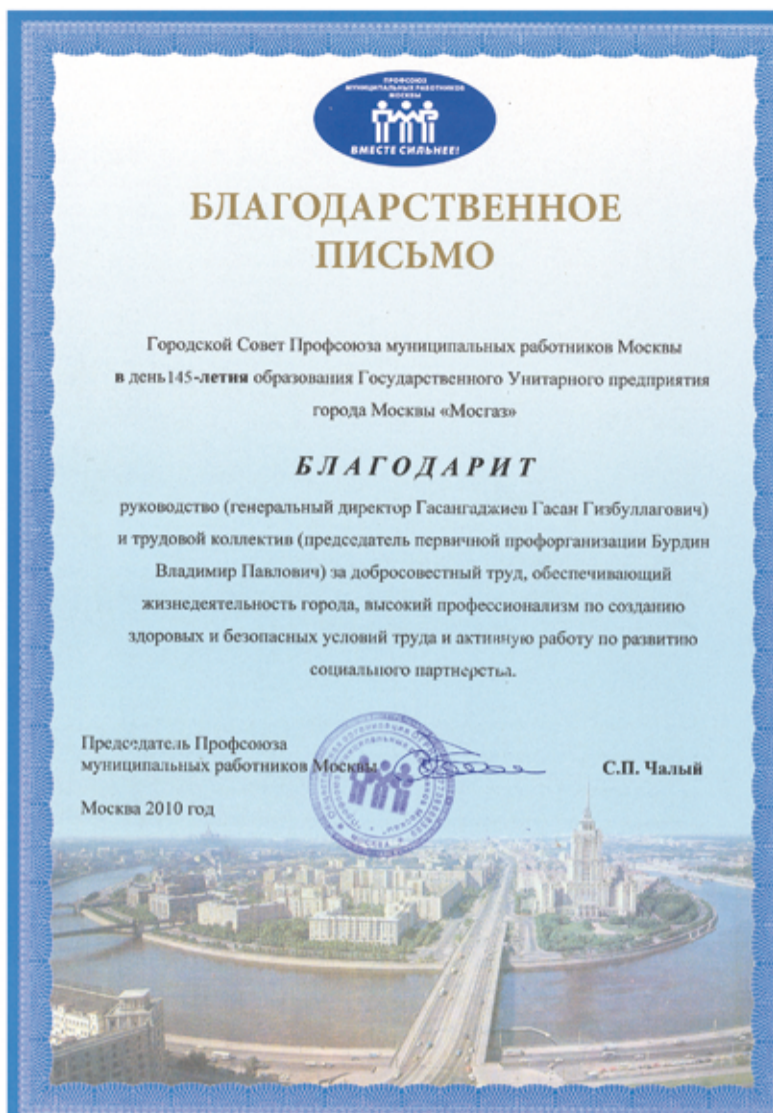 ПРОФСОЮЗ
МУНИЦИПАЛЬНЫХ РАБОТНИКОВ
МОСКВЫ
ВМЕСТЕ СИЛЬНЕЕ!
БЛАГОДАРСТВЕННОЕ
ПИСЬМО
Городской Совет Профсоюза муниципальных работников Москвы
в день145-летия образования Государственного Унитарного предприятия
города Москвы «Мосгаз»
БЛАГОДАРИТ
руководство (генеральный директор Гасангаджиев Гасан Гизбуллагович)
и трудовой коллектив (председатель первичной профорганизации Бурдин
Владимир Павлович) за добросовестный труд, обеспечивающий
жизнедеятельность города, высокий профессионализм по созданию
здоровых и безопасных условий труда и активную работу по развитию
социального партнерства.
Председатель Профсоюза
муниципальных работников Москвы
С.П. Чалый
Москва 2010 год